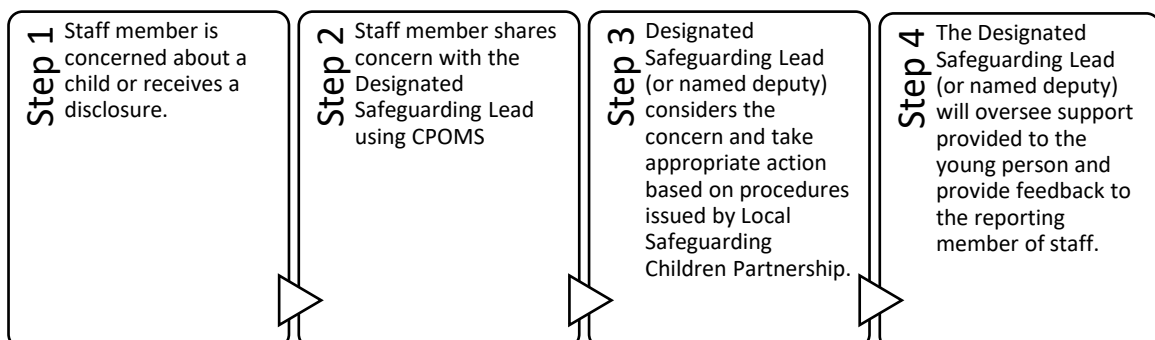 Step 1
Staff member is
concerned about a
child or receives a
disclosure.
Step 2
Staff member shares
concern with the
Designated
Safeguarding Lead
using CPOMS
Step 3
Designated
Safeguarding Lead
(or named deputy)
considers the
concern and take
appropriate action
based on procedures
issued by Local
Safeguarding
Children Partnership.
Step 4
The Designated
Safeguarding Lead
(or named deputy)
will oversee support
provided to the
young person and
provide feedback to
the reporting
member of staff.